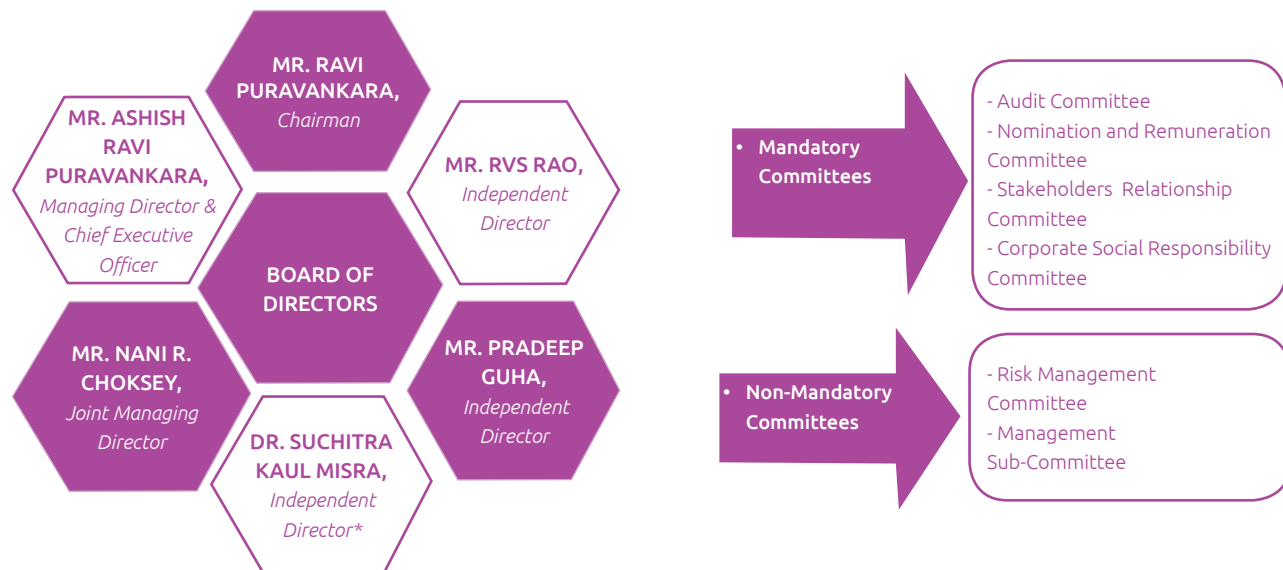 MR. RAVI
PURAVANKARA,
Chairman
MR. ASHISH
RAVI
PURAVANKARA,
Managing Director &
Chief Executive
Officer
MR. RVS RAO,
Independent
Director
BOARD OF
DIRECTORS
MR. NANI R.
CHOKSEY,
Joint Managing
Director
MR. PRADEEP
GUHA,
Independent
Director
DR. SUCHITRA
KAUL MISRA,
Independent
Director*
• Mandatory
Committees
- Audit Committee
- Nomination and Remuneration
Committee
- Stakeholders Relationship
Committee
- Corporate Social Responsibility
Committee
• Non-Mandatory
Committees
- Risk Management
Committee
- Management
Sub-Committee